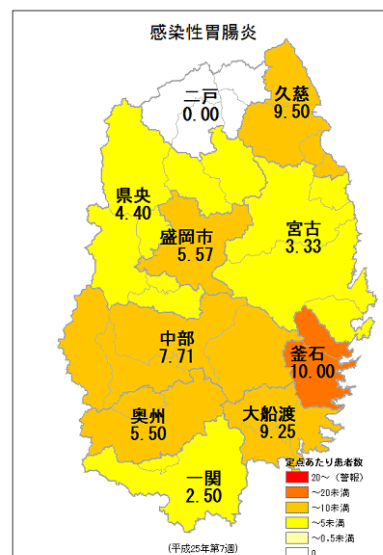 感染性胃腸炎
二戸
0.00
久慈
9.50
県央
4.40
盛岡市
5.57
宮古
3.33
中部
7.71
釜石
10.00
奥州
5.50
大船渡
9.25
一関
2.50
定点あたり患者数
20～（警報）
～20未満
～10未満
～5未満
～0.5未満
0
(平成25年第7週)